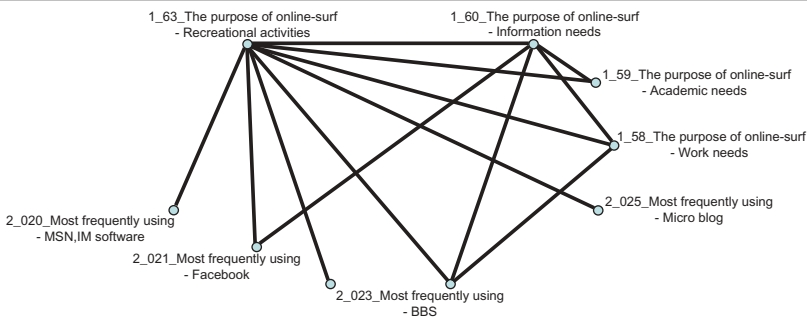 1_63_The purpose of online-surf
- Recreational activities
1_60_The purpose of online-surf
- Information needs
1_59_The purpose of online-surf
- Academic needs
1_58_The purpose of online-surf
- Work needs
2_025_Most frequently using
- Micro blog
2_020_Most frequently using
- MSN,IM software
2_021_Most frequently using
- Facebook
2_023_Most frequently using
- BBS